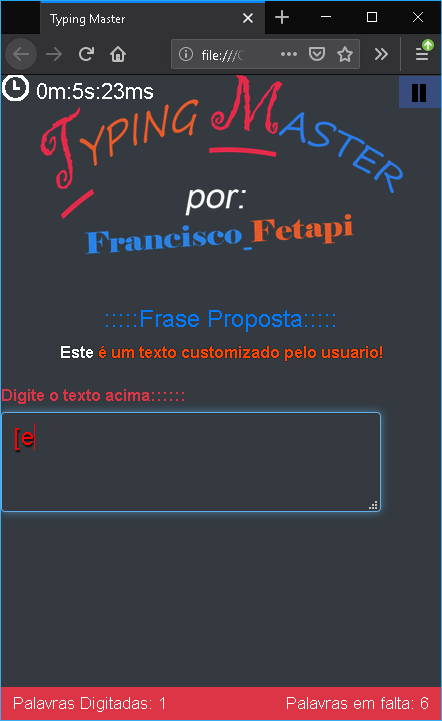 Typing Master
file:///C
0m:5s:23ms
Typing Master
por:
Francisco_Fetapi
:::::Frase Proposta:::::
Este é um texto customizado pelo usuario!
Digite o texto acima::::::
[e
Palavras Digitadas: 1
Palavras em falta: 6